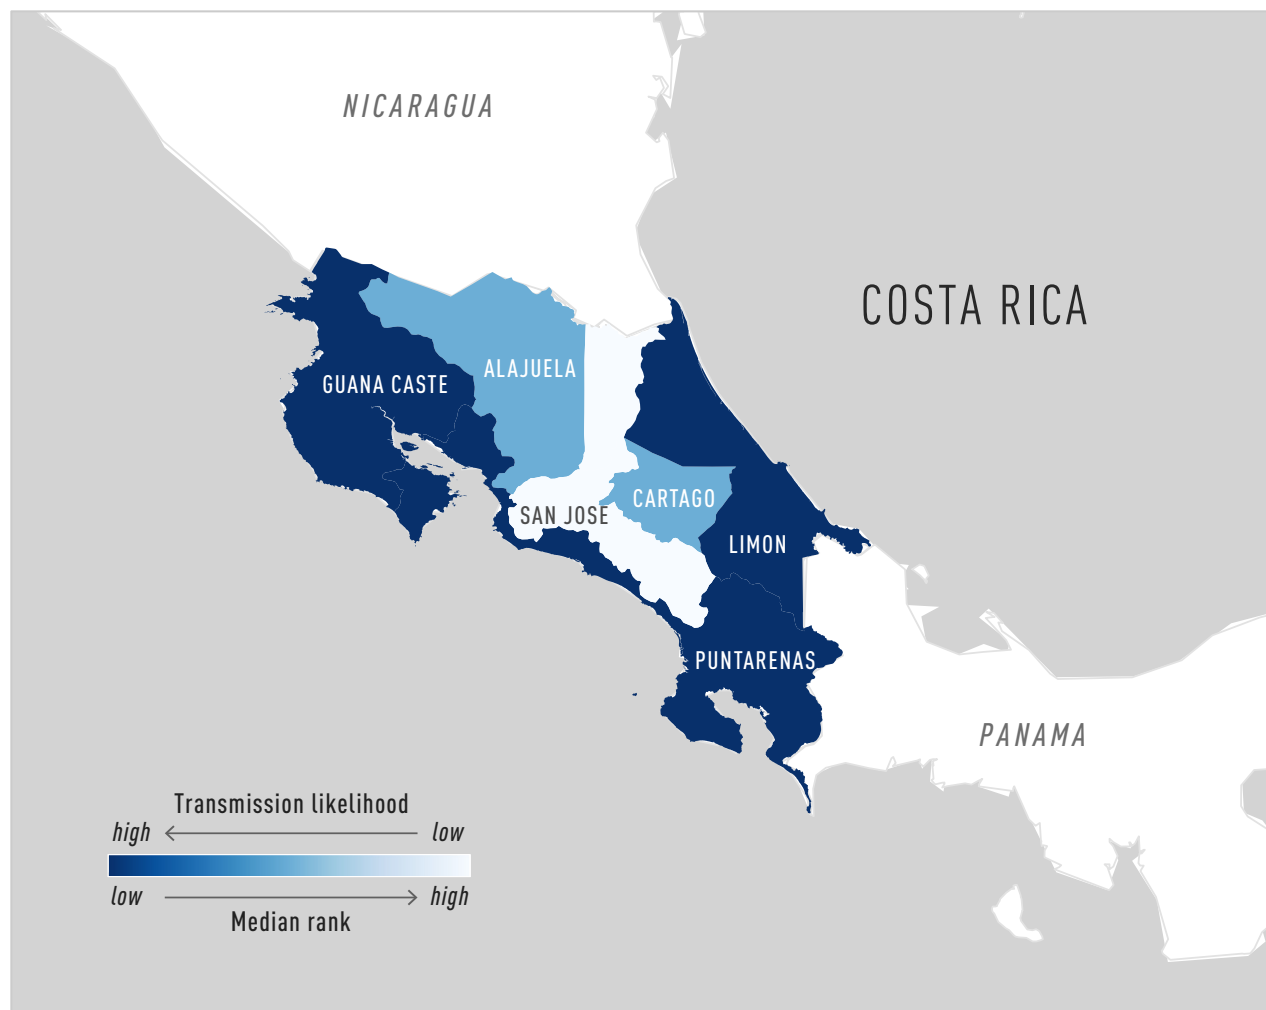 NICARAGUA
COSTA RICA
ALAJUELA
GUANA CASTE
CARTAGO
SAN JOSE
LIMON
PUNTARENAS
PANAMA
Transmission likelihood
high low
low high
Median rank